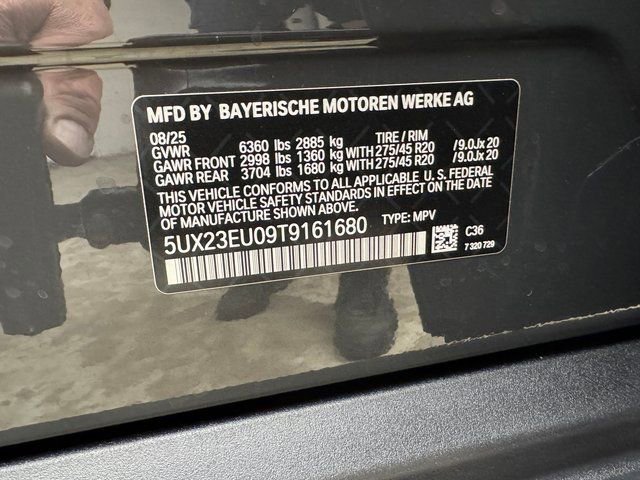 MFD BY BAYERISCHE MOTOREN WERKE AG
08/25 TIRE / RIM
GVWR 6360 lbs 2885 kg
GAWR FRONT 2998 lbs 1360 kg WITH 275/45 R20 /9.0Jx20
GAWR REAR 3704 lbs 1680 kg WITH 275/45 R20 /9.0Jx20
THIS VEHICLE CONFORMS TO ALL APPLICABLE U.S. FEDERAL
MOTOR VEHICLE SAFETY STANDARDS IN EFFECT ON THE DATE
OF MANUFACTURE SHOWN ABOVE.
5UX23EU09T9161680 TYPE: MPV
C36
7 320 729